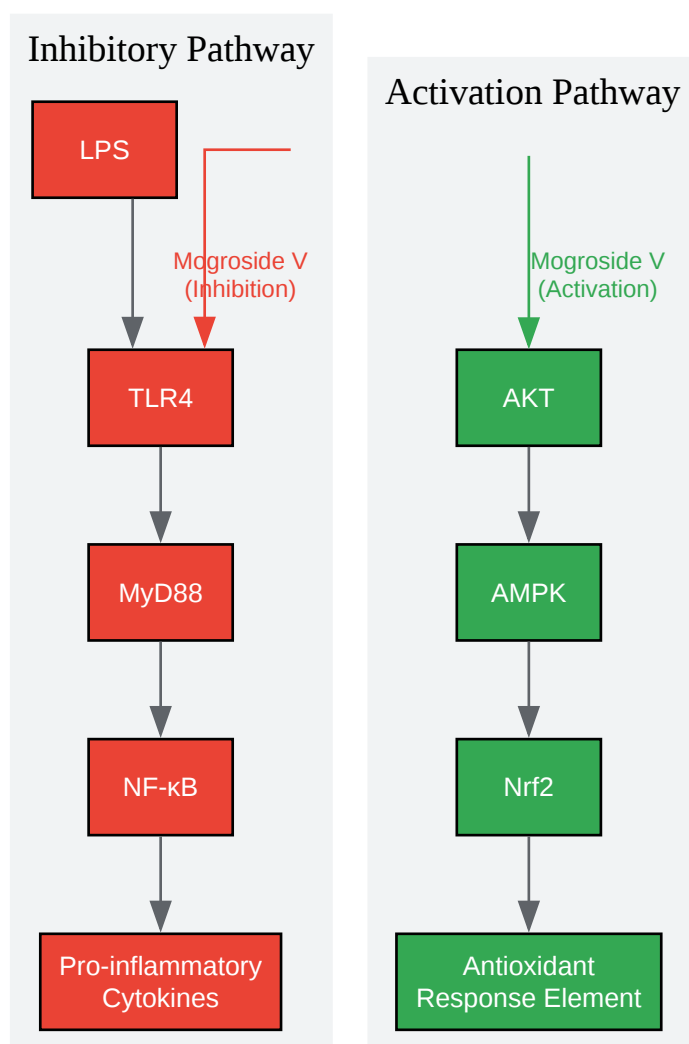 Inhibitory Pathway
LPS
Mogroside V
(Inhibition)
TLR4
MyD88
NF-κB
Pro-inflammatory
Cytokines
Activation Pathway
Mogroside V
(Activation)
AKT
AMPK
Nrf2
Antioxidant
Response Element